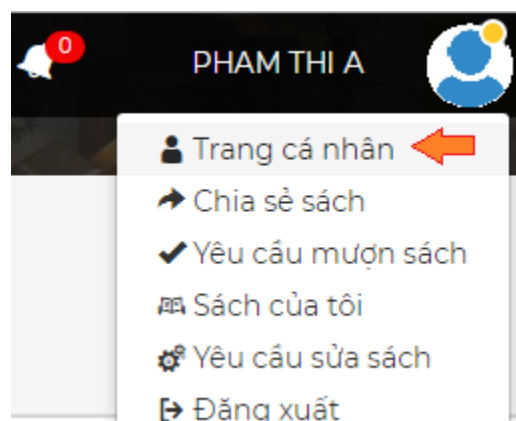 0
PHAM THI A
Trang cá nhân
Chia sẻ sách
Yêu cầu mượn sách
Sách của tôi
Yêu cầu sửa sách
Đăng xuất